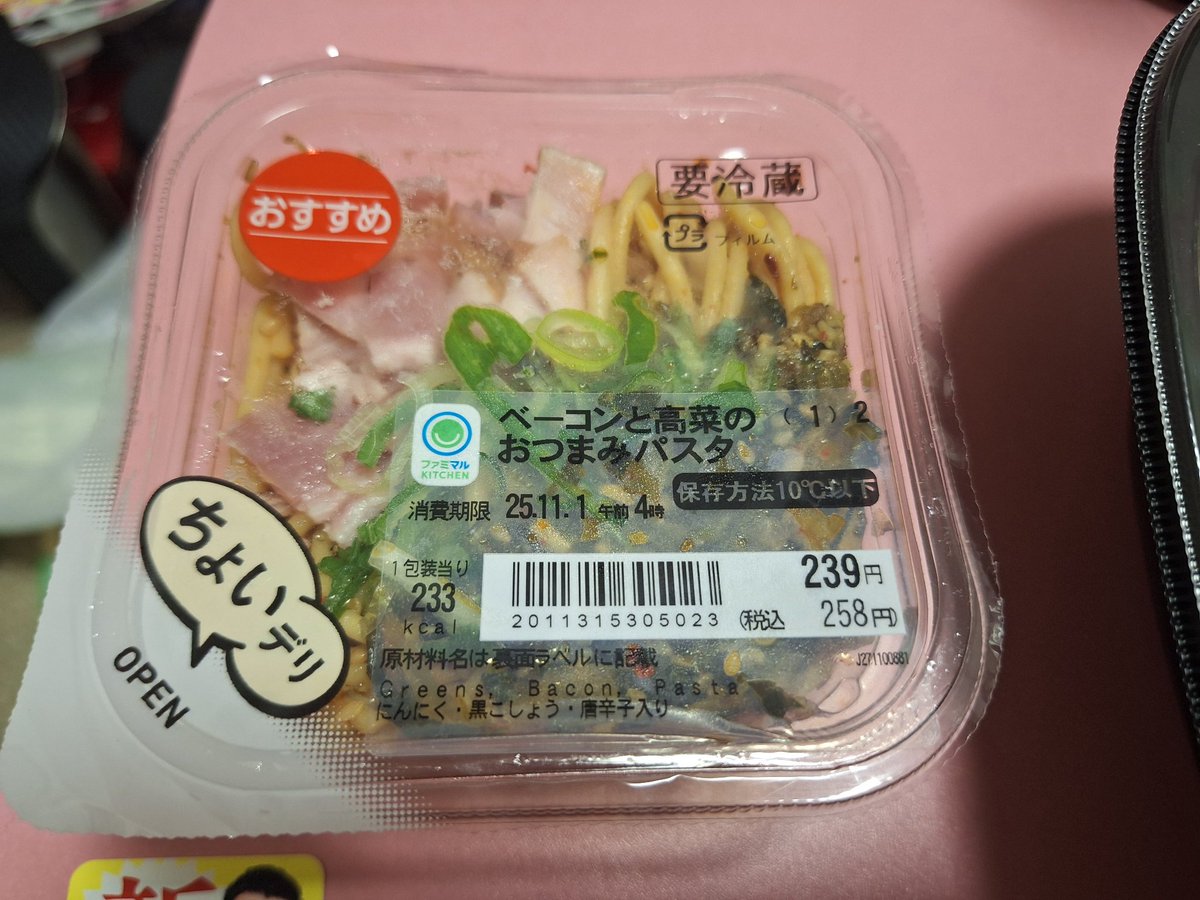 おすすめ
要冷蔵
プラ フィルム
ベーコンと高菜の (1)2
おつまみパスタ
ファミマル
KITCHEN
保存方法10℃以下
消費期限 25.11.1 午前4時
1包装当り
233
kcal
239円
2011315305023 (税込 258円)
原材料名は裏面ラベルに記載
J271100881
Greens, Bacon, Pasta
にんにく・黒こしょう・唐辛子入り
ちょい
デリ
OPEN
新